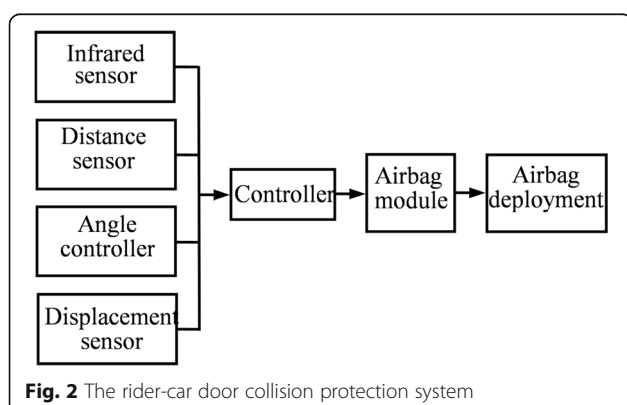 Infrared
sensor
Distance
sensor
Angle
controller
Displacement
sensor
Controller
Airbag
module
Airbag
deployment
Fig. 2 The rider-car door collision protection system